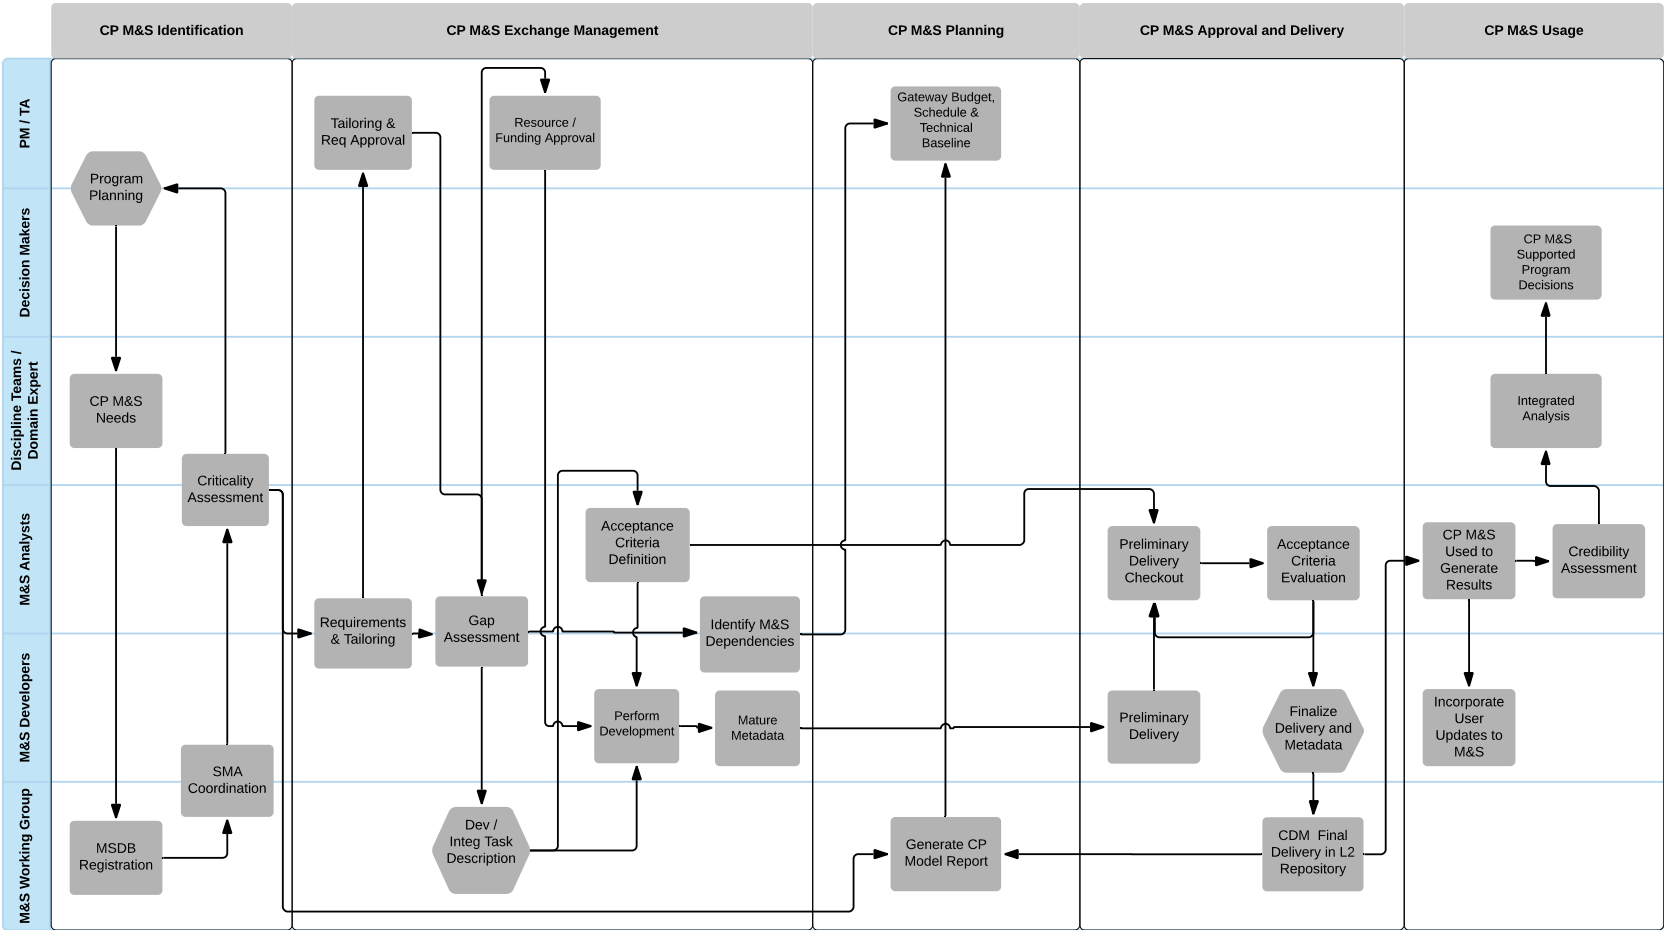 CP M&S Identification
CP M&S Exchange Management
CP M&S Planning
CP M&S Approval and Delivery
CP M&S Usage
PM / TA
Decision Makers
Discipline Teams /
Domain Expert
M&S Analysts
M&S Developers
M&S Working Group
Program
Planning
CP M&S
Needs
Criticality
Assessment
SMA
Coordination
MSDB
Registration
Tailoring &
Req Approval
Resource /
Funding Approval
Acceptance
Criteria
Definition
Requirements
& Tailoring
Gap
Assessment
Identify M&S
Dependencies
Perform
Development
Mature
Metadata
Dev /
Integ Task
Description
Gateway Budget,
Schedule &
Technical
Baseline
Generate CP
Model Report
Preliminary
Delivery
Checkout
Acceptance
Criteria
Evaluation
Preliminary
Delivery
Finalize
Delivery and
Metadata
CDM  Final
Delivery in L2
Repository
CP M&S
Supported
Program
Decisions
Integrated
Analysis
CP M&S
Used to
Generate
Results
Credibility
Assessment
Incorporate
User
Updates to
M&S